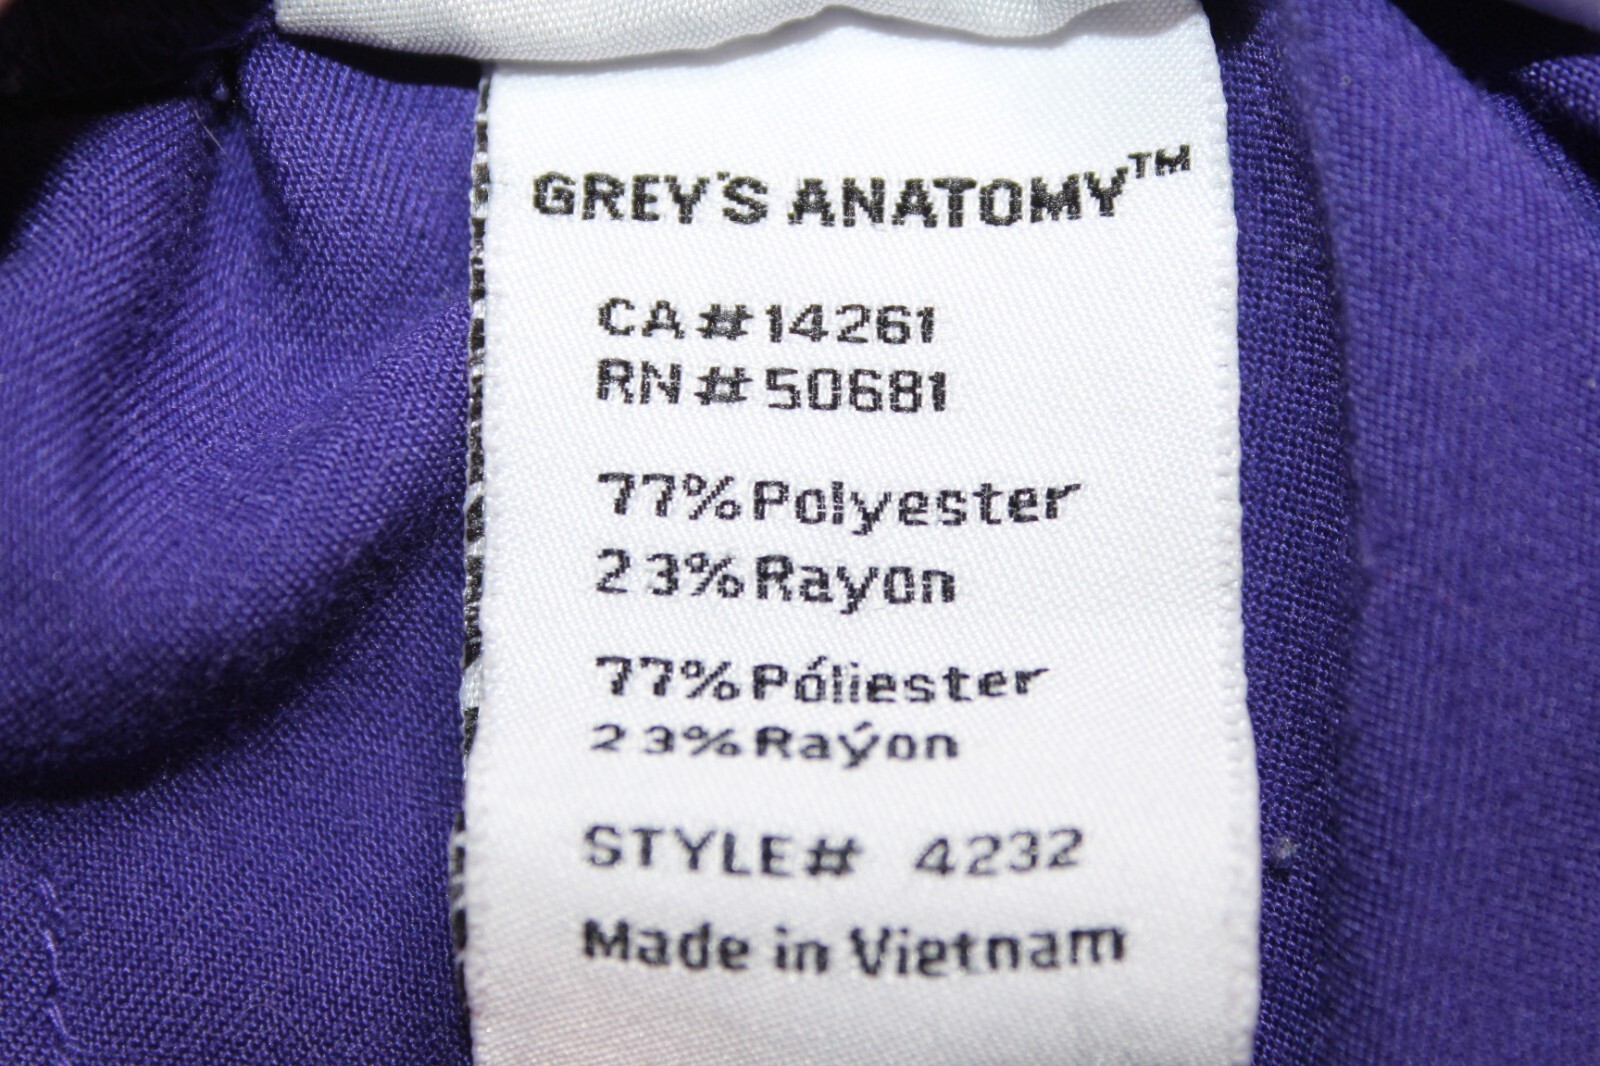 GREY'S ANATOMY™
CA#14261
RN#50681
77%Polyester
23%Rayon
77%Póliester
23%Raýon
STYLE# 4232
Made in Vietnam